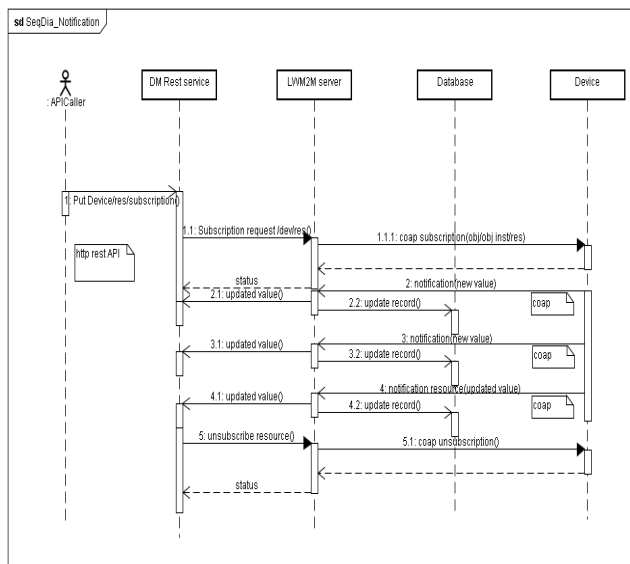 sd SeqDia_Notification
DM Rest service
LWM2M server
Database
Device
: APICaller
1: Put Device/res/subscription()
1.1: Subscription request /dev/res()
1.1.1: coap subscription(obj/obj inst/res)
http rest API
status
2: notification(new value)
2.1: updated value()
2.2: update record()
coap
3: notification(new value)
3.1: updated value()
3.2: update record()
coap
4: notification resource(updated value)
4.1: updated value()
4.2: update record()
coap
5: unsubscribe resource()
5.1: coap unsubscription()
status